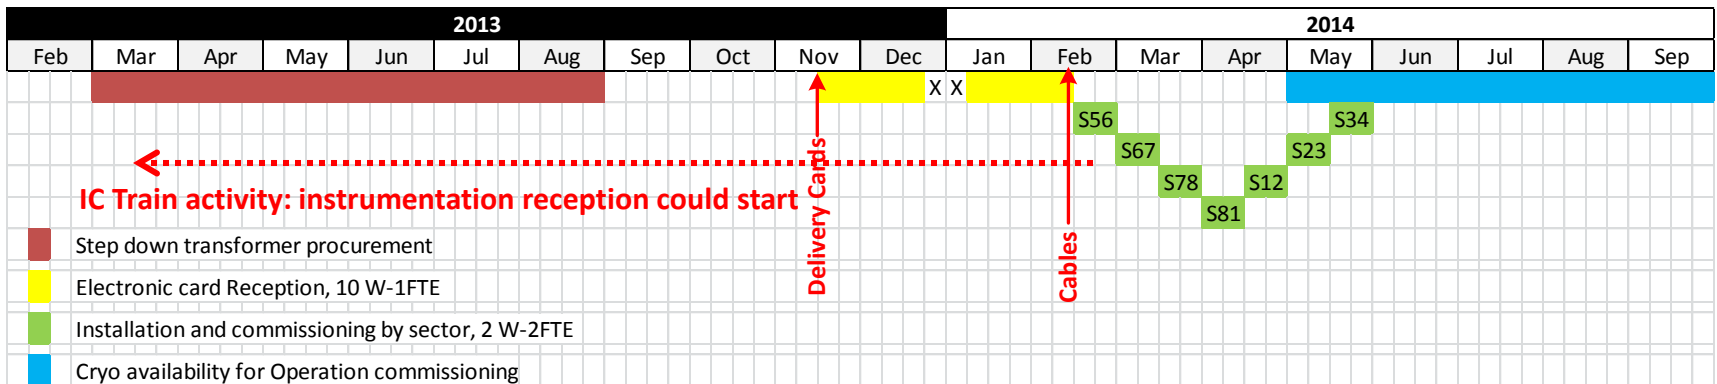 2013 2014
Feb Mar Apr May Jun Jul Aug Sep Oct Nov Dec Jan Feb Mar Apr May Jun Jul Aug Sep
X X
S56 S34
S67 S23
S78 S12
S81
IC Train activity: instrumentation reception could start
Delivery Cards
Cables
Step down transformer procurement
Electronic card Reception, 10 W-1FTE
Installation and commissioning by sector, 2 W-2FTE
Cryo availability for Operation commissioning